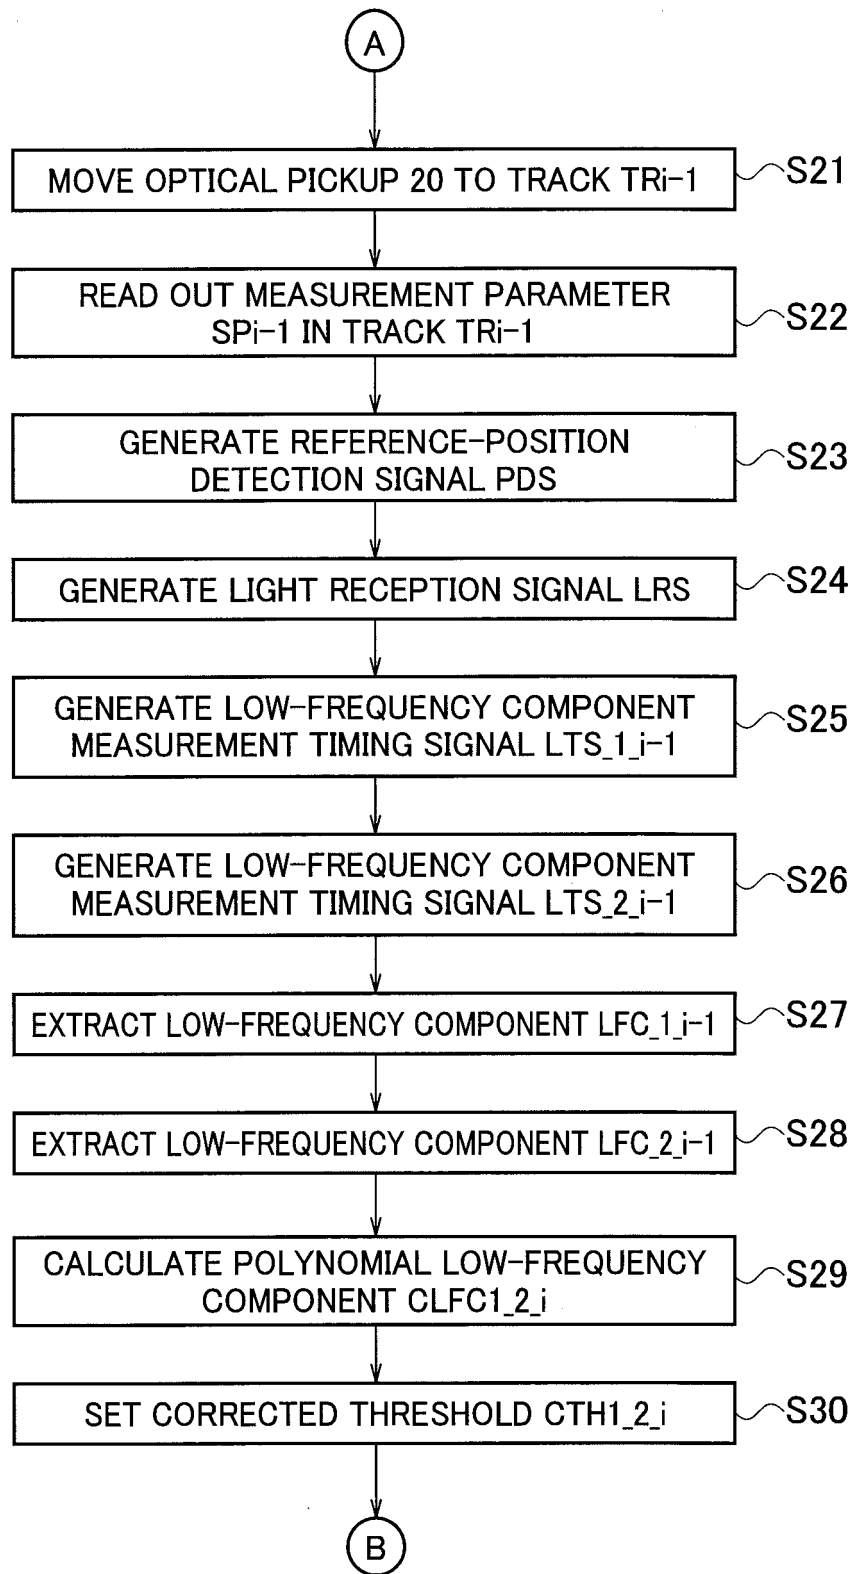 A
MOVE OPTICAL PICKUP 20 TO TRACK TRi-1
S21
READ OUT MEASUREMENT PARAMETER
SPi-1 IN TRACK TRi-1
S22
GENERATE REFERENCE-POSITION
DETECTION SIGNAL PDS
S23
GENERATE LIGHT RECEPTION SIGNAL LRS
S24
GENERATE LOW-FREQUENCY COMPONENT
MEASUREMENT TIMING SIGNAL LTS_1_i-1
S25
GENERATE LOW-FREQUENCY COMPONENT
MEASUREMENT TIMING SIGNAL LTS_2_i-1
S26
EXTRACT LOW-FREQUENCY COMPONENT LFC_1_i-1
S27
EXTRACT LOW-FREQUENCY COMPONENT LFC_2_i-1
S28
CALCULATE POLYNOMIAL LOW-FREQUENCY
COMPONENT CLFC1_2_i
S29
SET CORRECTED THRESHOLD CTH1_2_i
S30
B